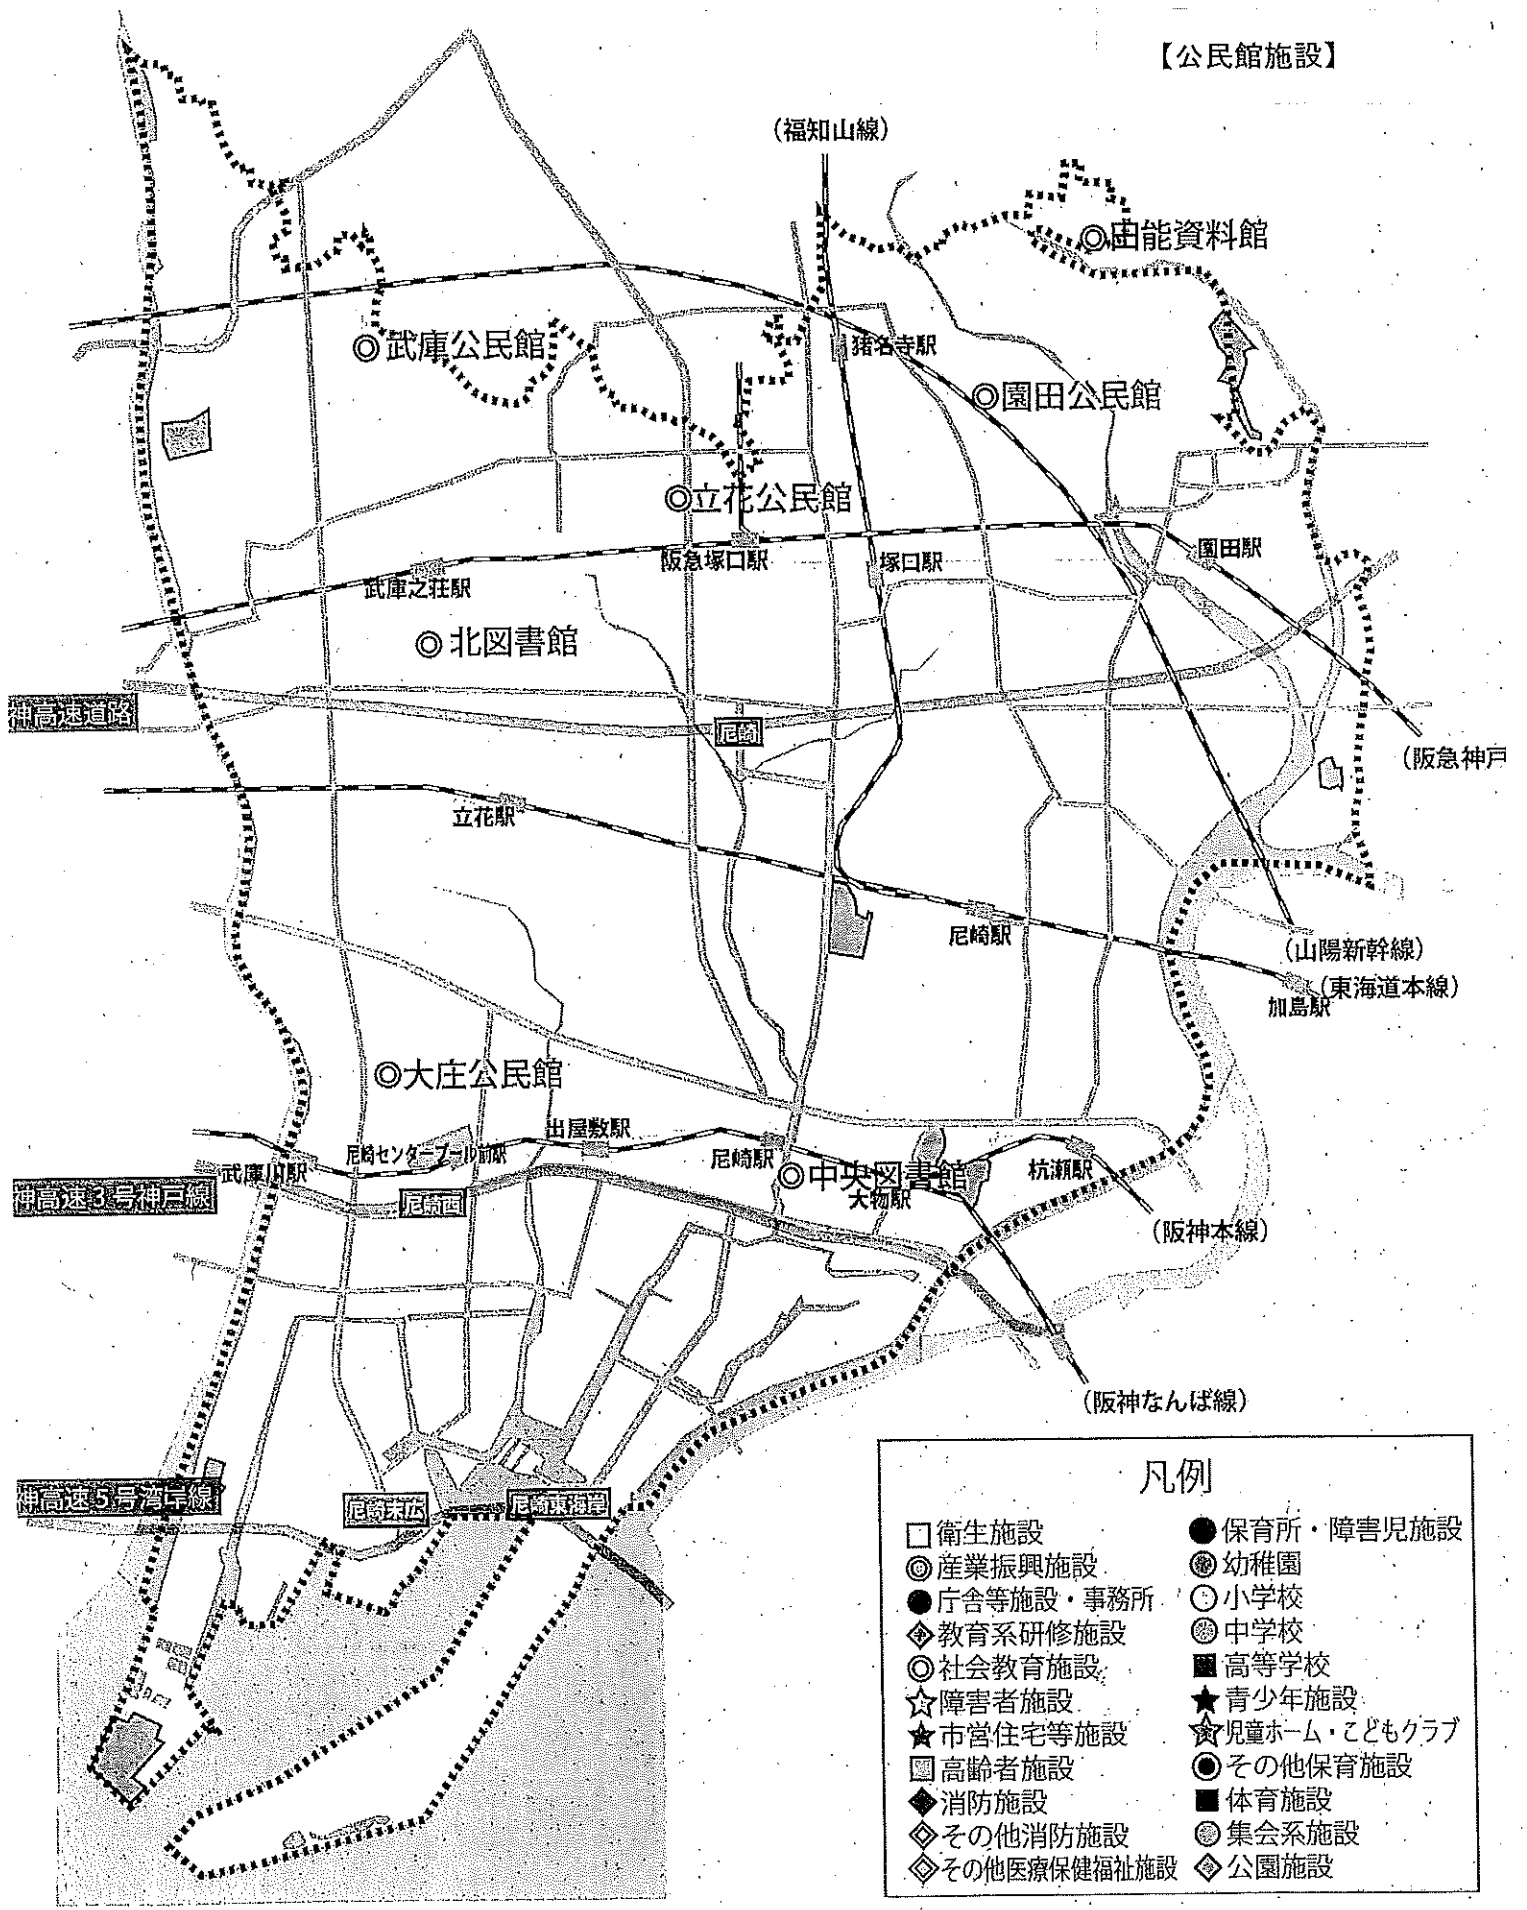 【公民館施設】
(福知山線)
田能資料館
武庫公民館
猪名寺駅
園田公民館
立花公民館
阪急塚口駅
塚口駅
園田駅
武庫之荘駅
北図書館
神高速道路
尼崎
(阪急神戸
立花駅
尼崎駅
(山陽新幹線)
(東海道本線)
加島駅
大庄公民館
出屋敷駅
尼崎センタープール前駅
尼崎駅
武庫川駅
中央図書館
杭瀬駅
大物駅
神高速3号神戸線
尼崎西
(阪神本線)
(阪神なんば線)
神高速5号湾岸線
尼崎末広
尼崎東海岸
凡例
衛生施設
産業振興施設
庁舎等施設・事務所
教育系研修施設
社会教育施設
障害者施設
市営住宅等施設
高齢者施設
消防施設
その他消防施設
その他医療保健福祉施設
保育所・障害児施設
幼稚園
小学校
中学校
高等学校
青少年施設
児童ホーム・こどもクラブ
その他保育施設
体育施設
集会系施設
公園施設